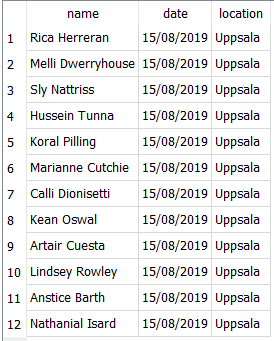 name date location
1 Rica Herreran 15/08/2019 Uppsala
2 Melli Dwerryhouse 15/08/2019 Uppsala
3 Sly Nattriss 15/08/2019 Uppsala
4 Hussein Tunna 15/08/2019 Uppsala
5 Koral Pilling 15/08/2019 Uppsala
6 Marianne Cutchie 15/08/2019 Uppsala
7 Calli Dionisetti 15/08/2019 Uppsala
8 Kean Oswal 15/08/2019 Uppsala
9 Artair Cuesta 15/08/2019 Uppsala
10 Lindsey Rowley 15/08/2019 Uppsala
11 Anstice Barth 15/08/2019 Uppsala
12 Nathanial Isard 15/08/2019 Uppsala